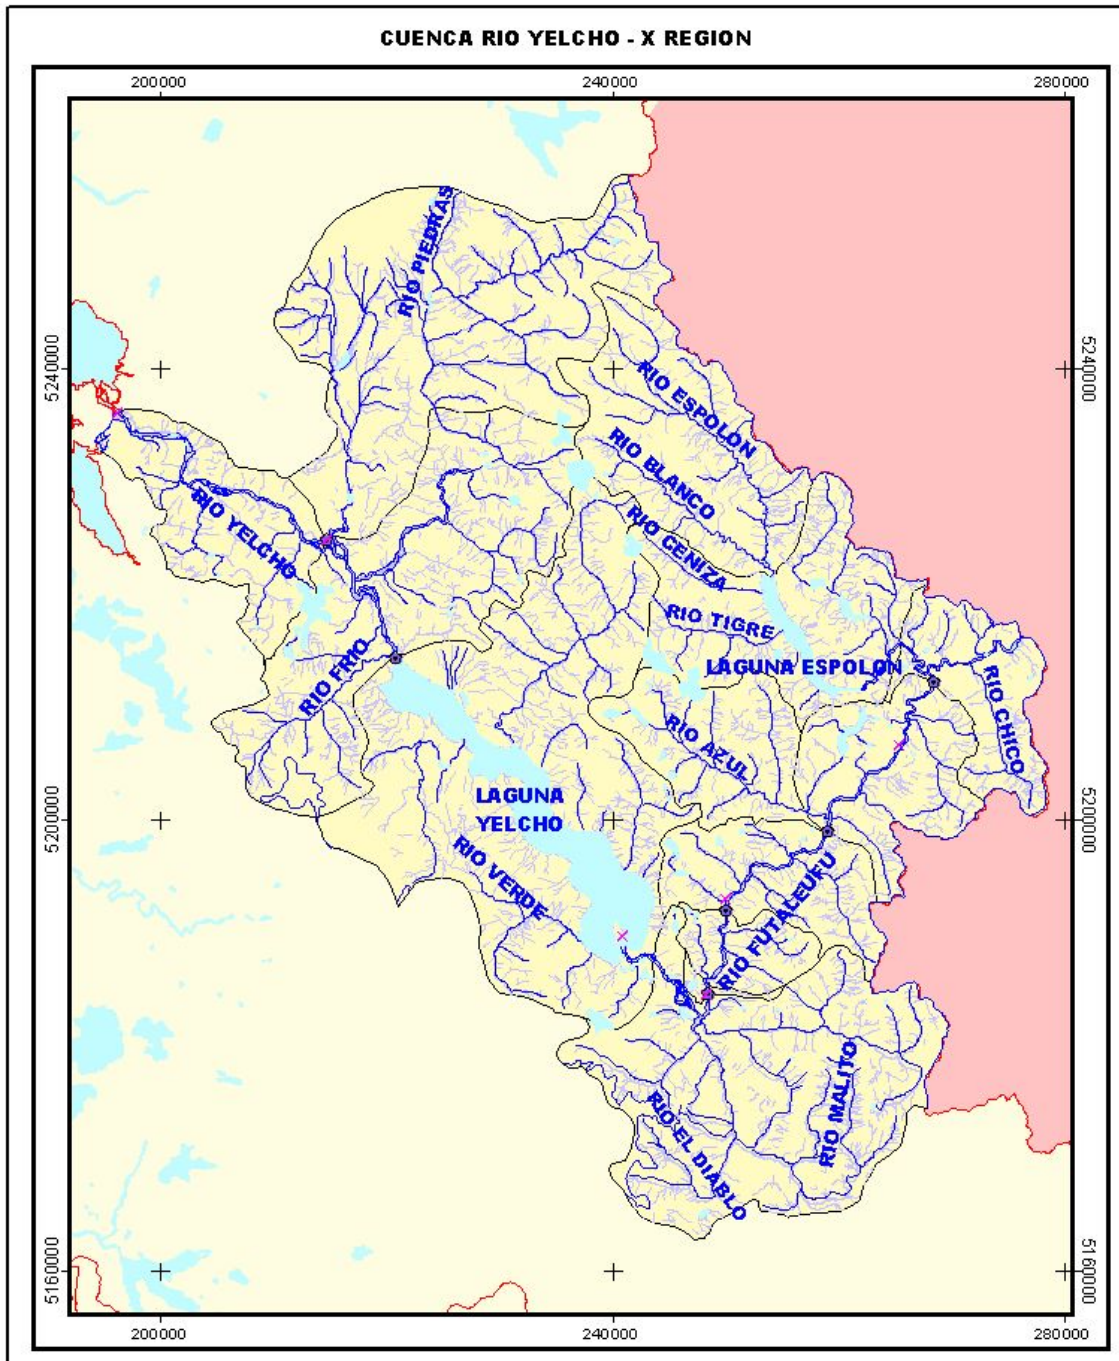 CUENCA RIO YELCHO - X REGION
200000
240000
280000
RIO PIEDRAS
5240000
5240000
RIO ESPOLON
RIO BLANCO
RIO YELCHO
RIO CENIZA
RIO TIGRE
RIO FRIO
LAGUNA ESPOLON
RIO CHICO
RIO AZUL
LAGUNA
YELCHO
5200000
5200000
RIO VERDE
RIO FUTALEUFU
RIO MALITO
RIO EL DIABLO
5160000
5160000
200000
240000
280000